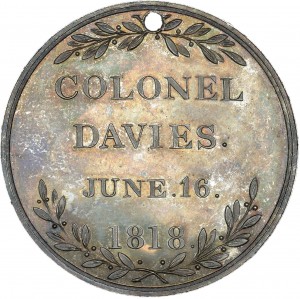 COLONEL
DAVIES.
JUNE.16.
1818.